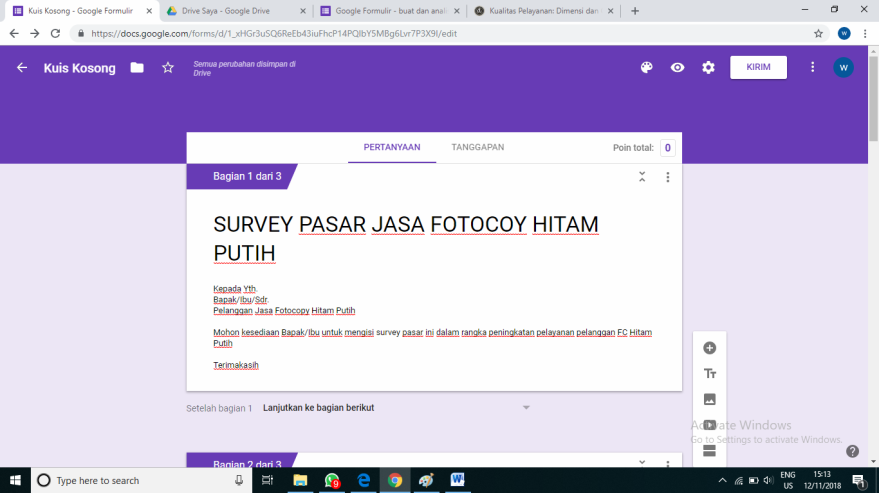 Kuis Kosong - Google Formulir
Drive Saya - Google Drive
Google Formulir - buat dan anal
Kualitas Pelayanan: Dimensi dan
https://docs.google.com/forms/d/1_xHGr3uSQ6ReEb43iuFhcP14PQIbY5MBg6Lvr7P3X9I/edit
W
Kuis Kosong
Semua perubahan disimpan di
Drive
KIRIM
W
PERTANYAAN
TANGGAPAN
Poin total: 0
Bagian 1 dari 3
SURVEY PASAR JASA FOTOCOY HITAM
PUTIH
Kepada Yth.
Bapak/Ibu/Sdr.
Pelanggan Jasa Fotocopy Hitam Putih
Mohon kesediaan Bapak/Ibu untuk mengisi survey pasar ini dalam rangka peningkatan pelayanan pelanggan FC Hitam
Putih
Terimakasih
Setelah bagian 1 Lanjutkan ke bagian berikut
Tт
Activate Windows
Go to Settings to activate Windows.
Bagian 2 dari 3
Type here to search
9
ENG
US
15:13
12/11/2018
1